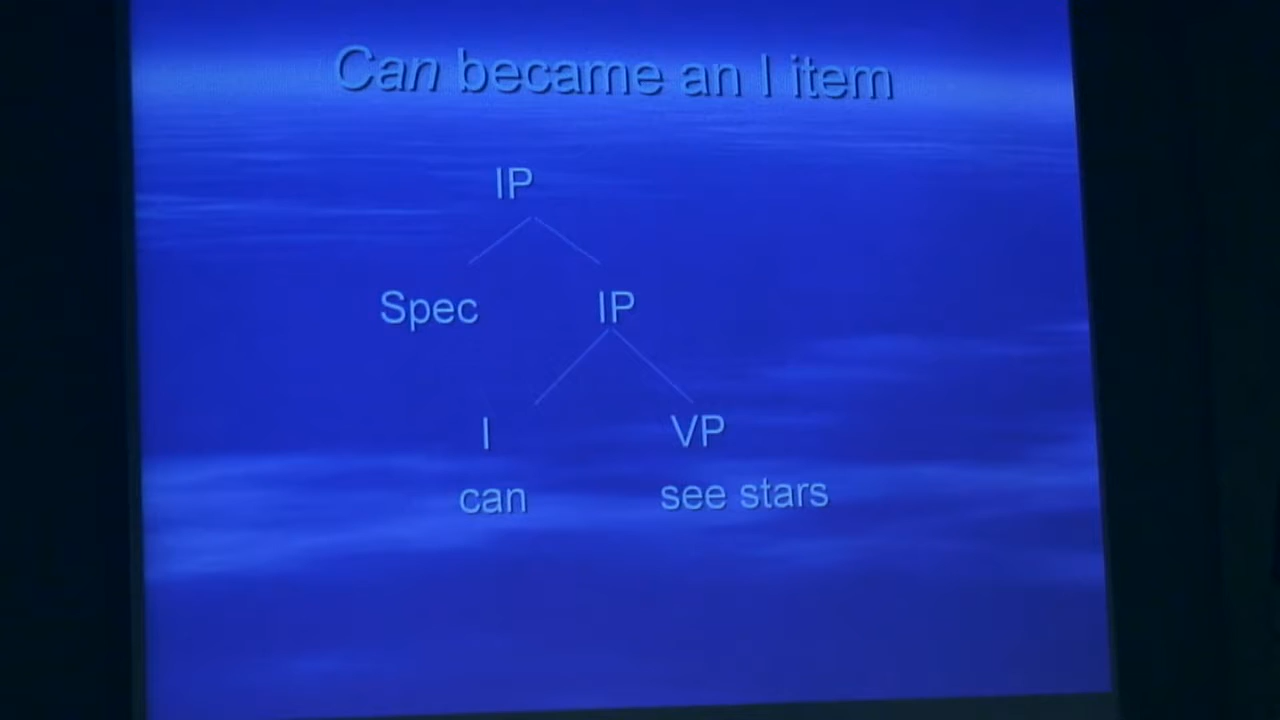 Can became an I item
IP
Spec IP
I VP
can see stars